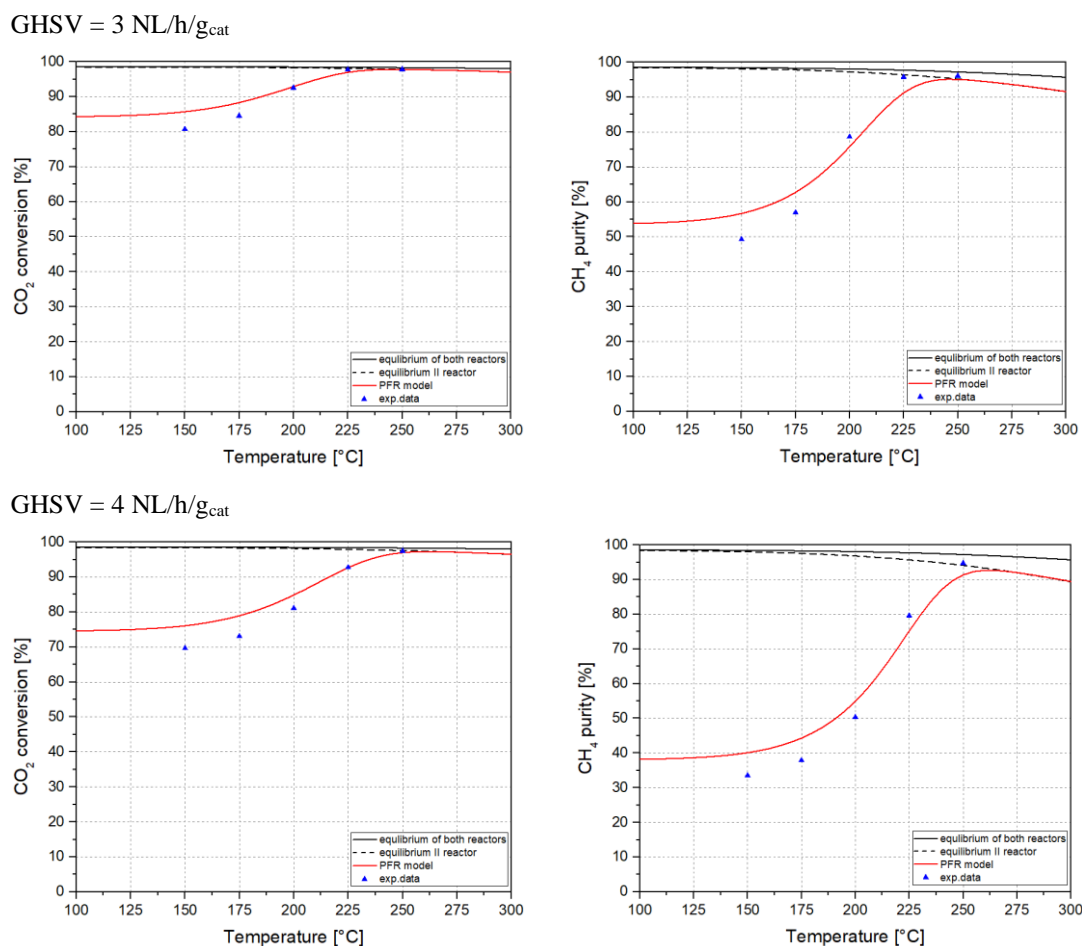 GHSV = 3 NL/h/gcat
CO2 conversion [%]
100
90
80
70
60
50
40
30
20
10
0
equlibrium of both reactors
equilibrium II reactor
PFR model
exp.data
100 125 150 175 200 225 250 275 300
Temperature [°C]
CH4 purity [%]
100
90
80
70
60
50
40
30
20
10
0
equlibrium of both reactors
equilibrium II reactor
PFR model
exp.data
100 125 150 175 200 225 250 275 300
Temperature [°C]
GHSV = 4 NL/h/gcat
CO2 conversion [%]
100
90
80
70
60
50
40
30
20
10
0
equlibrium of both reactors
equilibrium II reactor
PFR model
exp.data
100 125 150 175 200 225 250 275 300
Temperature [°C]
CH4 purity [%]
100
90
80
70
60
50
40
30
20
10
0
equlibrium of both reactors
equilibrium II reactor
PFR model
exp.data
100 125 150 175 200 225 250 275 300
Temperature [°C]